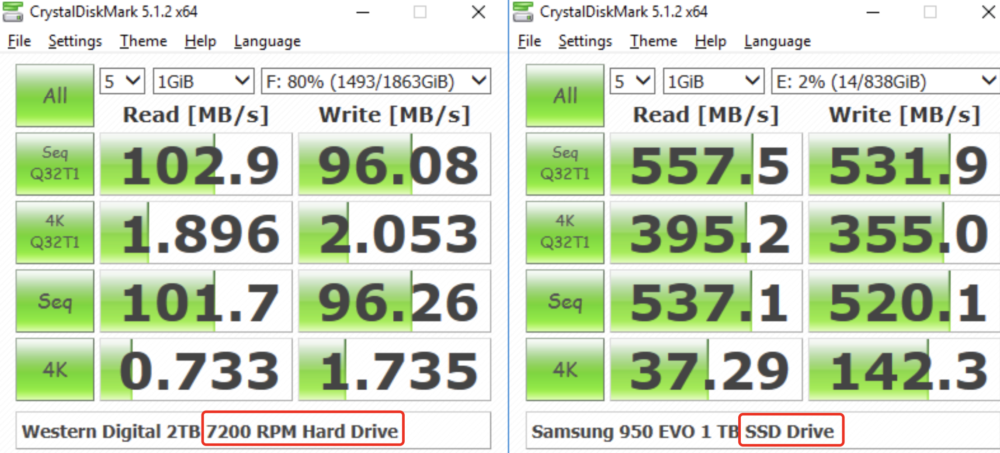 CrystalDiskMark 5.1.2 x64
File Settings Theme Help Language
All 5 1GiB F: 80% (1493/1863GiB)
Read [MB/s] Write [MB/s]
Seq Q32T1 102.9 96.08
4K Q32T1 1.896 2.053
Seq 101.7 96.26
4K 0.733 1.735
Western Digital 2TB 7200 RPM Hard Drive
CrystalDiskMark 5.1.2 x64
File Settings Theme Help Language
All 5 1GiB E: 2% (14/838GiB)
Read [MB/s] Write [MB/s]
Seq Q32T1 557.5 531.9
4K Q32T1 395.2 355.0
Seq 537.1 520.1
4K 37.29 142.3
Samsung 950 EVO 1 TB SSD Drive